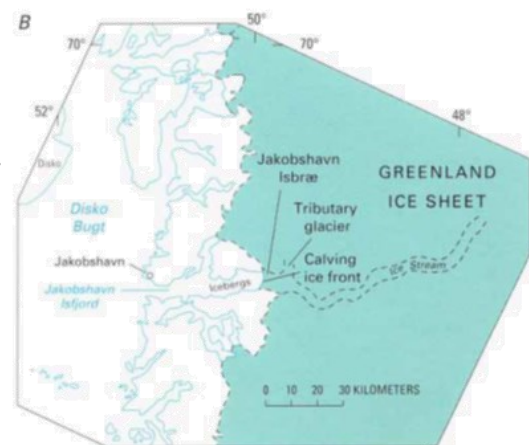 B
50°
70°
70°
52°
48°
Disko
Jakobshavn
Isbræ
GREENLAND
ICE SHEET
Disko
Bugt
Tributary
glacier
Jakobshavn
Calving
ice front
Ice Stream
Jakobshavn
Isfjord
Icebergs
0 10 20 30 KILOMETERS